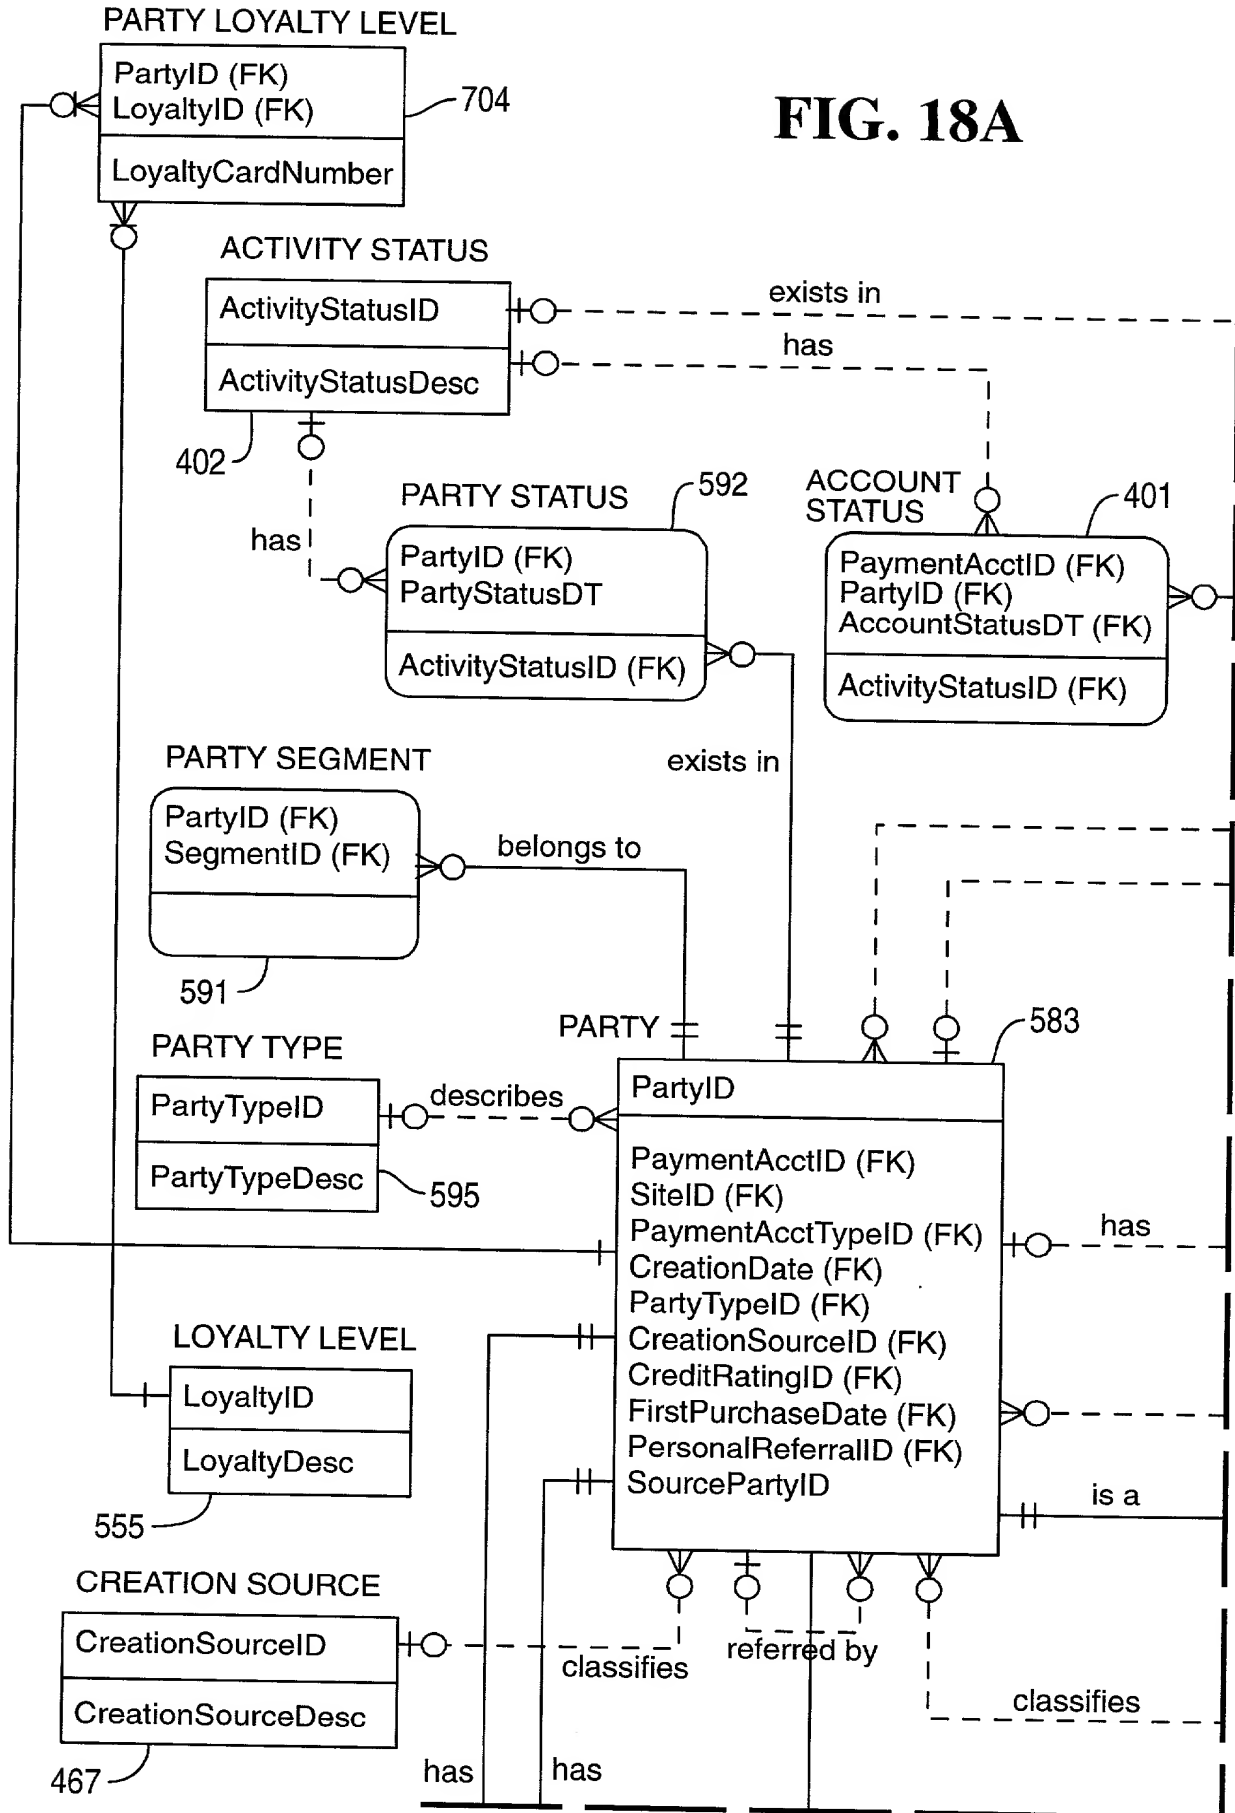 PARTY LOYALTY LEVEL
PartyID (FK)
LoyaltyID (FK)
LoyaltyCardNumber
704
FIG. 18A
ACTIVITY STATUS
ActivityStatusID
ActivityStatusDesc
402
exists in
has
has
PARTY STATUS
592
PartyID (FK)
PartyStatusDT
ActivityStatusID (FK)
ACCOUNT
STATUS
401
PaymentAcctID (FK)
PartyID (FK)
AccountStatusDT (FK)
ActivityStatusID (FK)
PARTY SEGMENT
PartyID (FK)
SegmentID (FK)
591
belongs to
exists in
PARTY
583
PARTY TYPE
PartyTypeID
PartyTypeDesc
595
describes
PartyID
PaymentAcctID (FK)
SiteID (FK)
PaymentAcctTypeID (FK)
CreationDate (FK)
PartyTypeID (FK)
CreationSourceID (FK)
CreditRatingID (FK)
FirstPurchaseDate (FK)
PersonalReferralID (FK)
SourcePartyID
has
is a
LOYALTY LEVEL
LoyaltyID
LoyaltyDesc
555
CREATION SOURCE
CreationSourceID
CreationSourceDesc
467
classifies
referred by
classifies
has
has